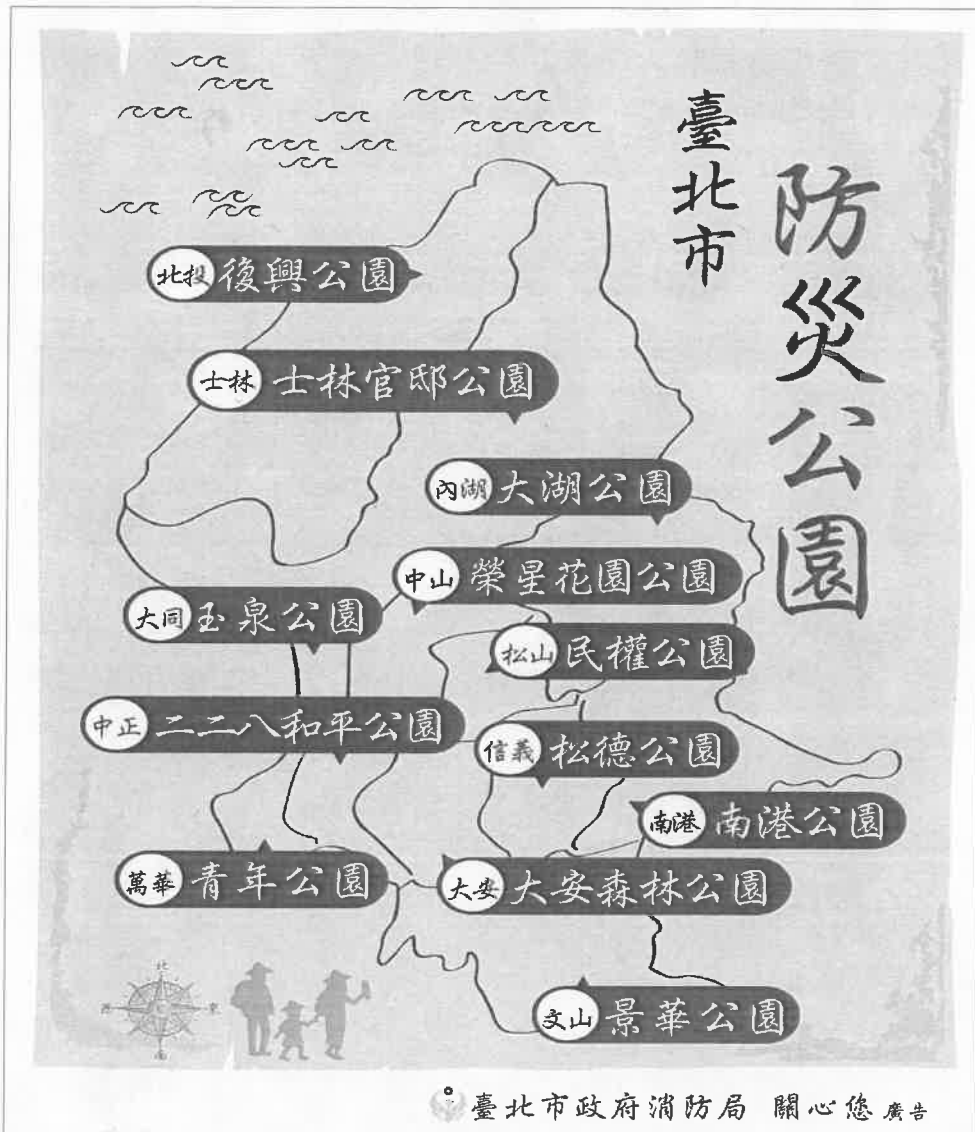 臺北市
防災公園
北投 復興公園
士林 士林官邸公園
內湖 大湖公園
中山 榮星花園公園
大同 玉泉公園
松山 民權公園
中正 二二八和平公園
信義 松德公園
南港 南港公園
萬華 青年公園
大安 大安森林公園
文山 景華公園
北
西 東
南
臺北市政府消防局 關心您 廣告